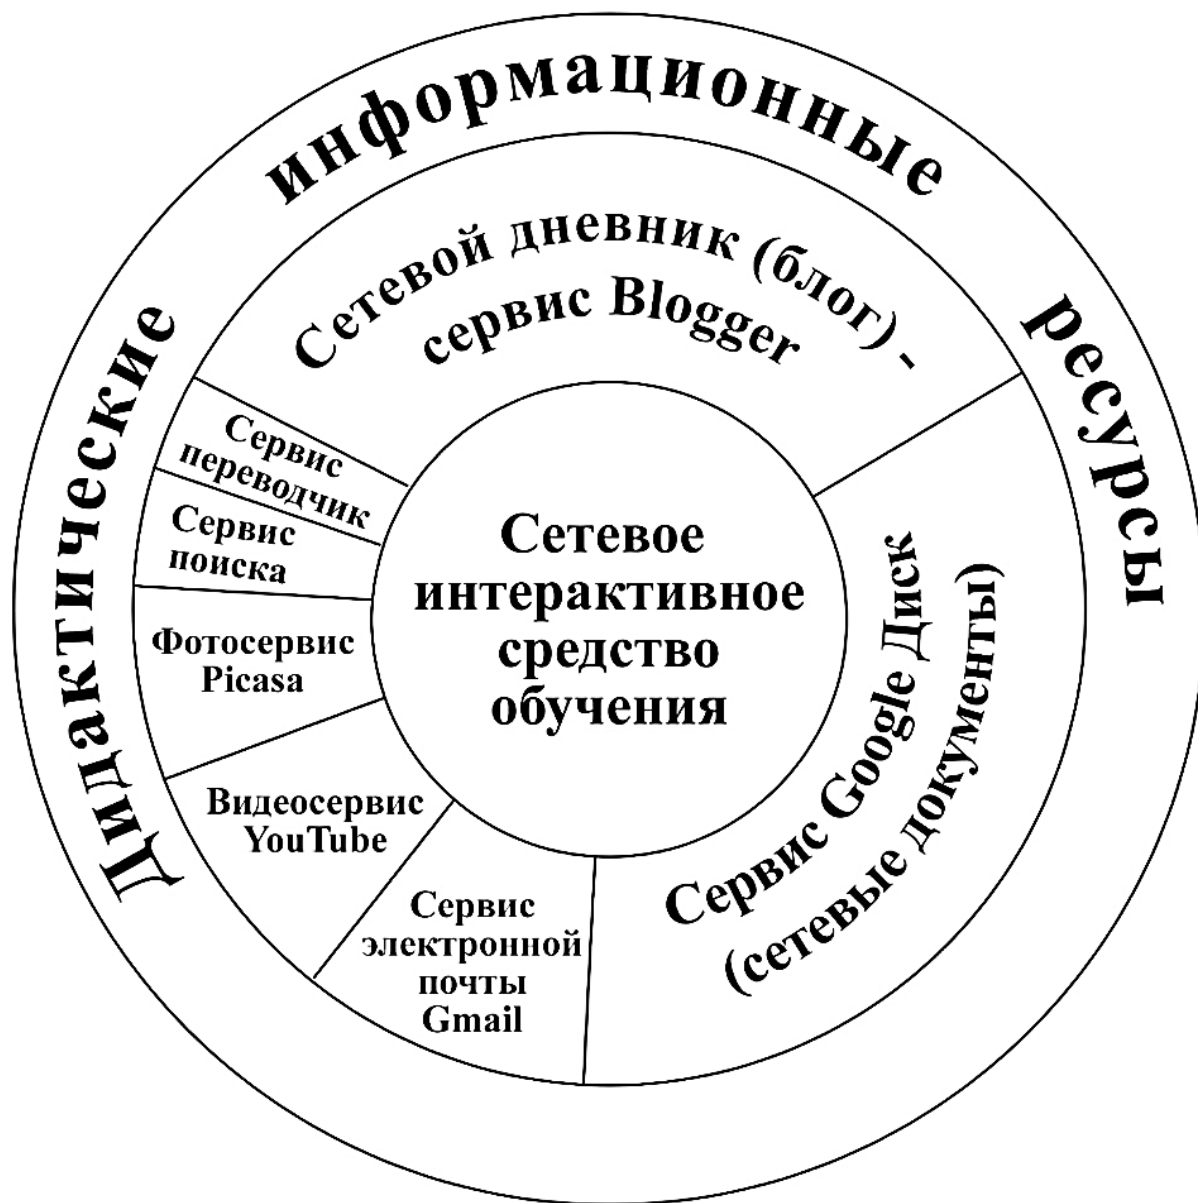 Дидактические информационные ресурсы
Сетевой дневник (блог) -
сервис Blogger
Сервис
переводчик
Сервис
поиска
Фотосервис
Picasa
Видеосервис
YouTube
Сервис
электронной
почты
Gmail
Сервис Google Диск
(сетевые документы)
Сетевое
интерактивное
средство
обучения